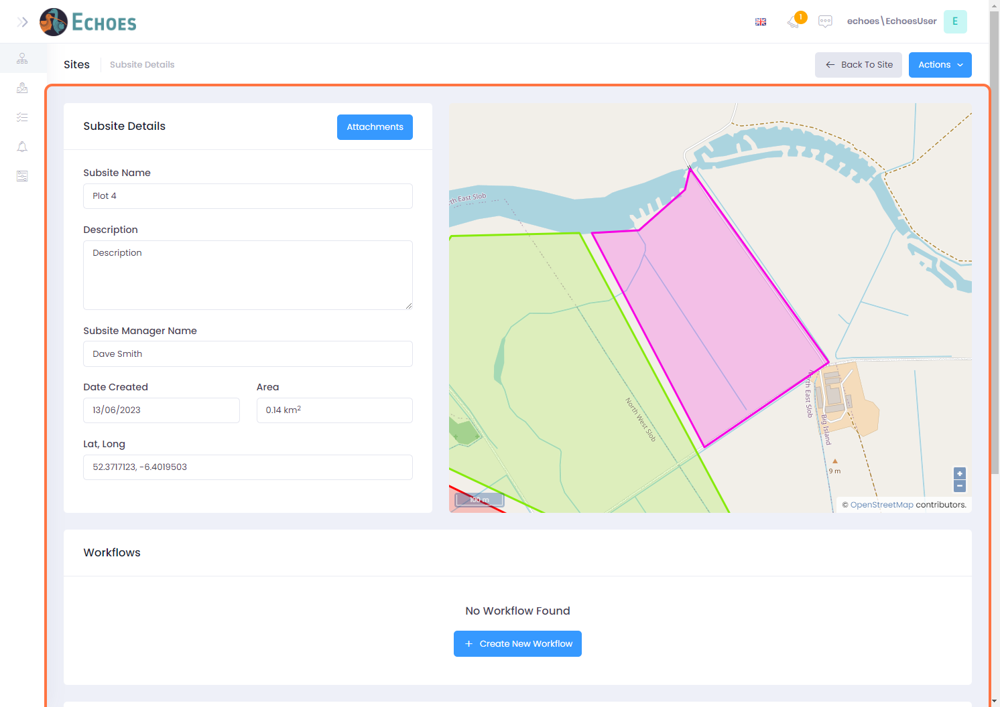 ECHOES
1
echoes\EchoesUser
E
Sites
Subsite Details
Back To Site
Actions
Subsite Details
Attachments
Subsite Name
Plot 4
Description
Description
Subsite Manager Name
Dave Smith
Date Created
Area
13/06/2023
0.14 km²
Lat, Long
52.3717123, -6.4019503
th East Slob
North West Slob
North East Slob
Big Island
9 m
100 m
+
−
© OpenStreetMap contributors.
Workflows
No Workflow Found
+ Create New Workflow